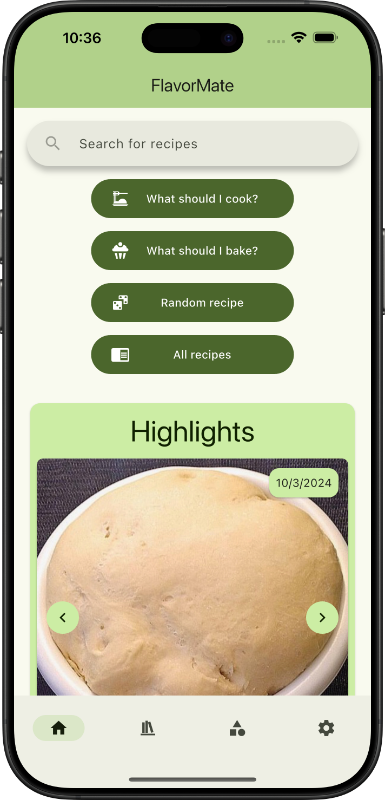 10:36
FlavorMate
Search for recipes
What should I cook?
What should I bake?
Random recipe
All recipes
Highlights
10/3/2024